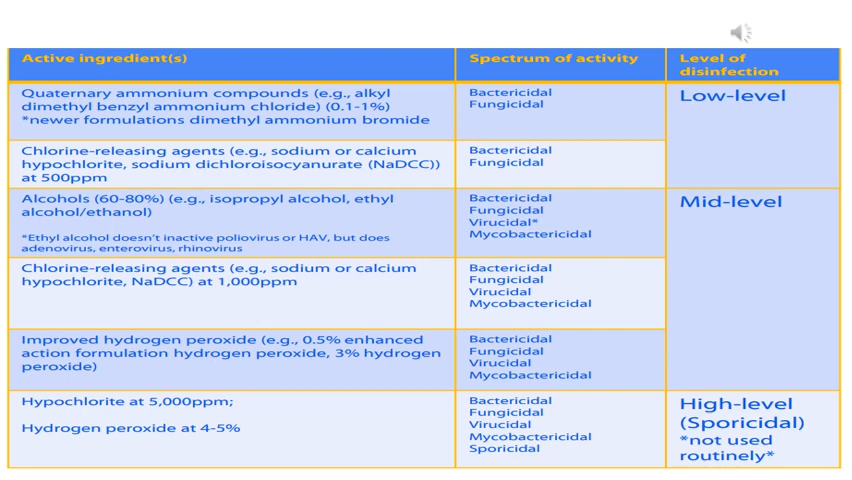 Active ingredient(s)
Spectrum of activity
Level of
disinfection
Quaternary ammonium compounds (e.g., alkyl
dimethyl benzyl ammonium chloride) (0.1-1%)
*newer formulations dimethyl ammonium bromide
Bactericidal
Fungicidal
Low-level
Chlorine-releasing agents (e.g., sodium or calcium
hypochlorite, sodium dichloroisocyanurate (NaDCC))
at 500ppm
Bactericidal
Fungicidal
Alcohols (60-80%) (e.g., isopropyl alcohol, ethyl
alcohol/ethanol)
*Ethyl alcohol doesn't inactive poliovirus or HAV, but does
adenovirus, enterovirus, rhinovirus
Bactericidal
Fungicidal
Virucidal*
Mycobactericidal
Mid-level
Chlorine-releasing agents (e.g., sodium or calcium
hypochlorite, NaDCC) at 1,000ppm
Bactericidal
Fungicidal
Virucidal
Mycobactericidal
Improved hydrogen peroxide (e.g., 0.5% enhanced
action formulation hydrogen peroxide, 3% hydrogen
peroxide)
Bactericidal
Fungicidal
Virucidal
Mycobactericidal
Hypochlorite at 5,000ppm;
Hydrogen peroxide at 4-5%
Bactericidal
Fungicidal
Virucidal
Mycobactericidal
Sporicidal
High-level
(Sporicidal)
*not used
routinely*